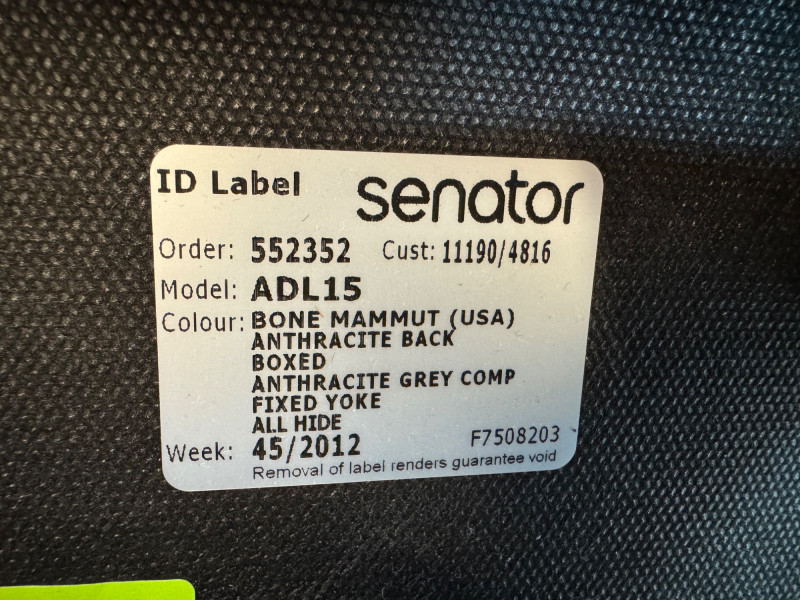 ID Label senator
Order: 552352 Cust: 11190/4816
Model: ADL15
Colour: BONE MAMMUT (USA)
ANTHRACITE BACK
BOXED
ANTHRACITE GREY COMP
FIXED YOKE
ALL HIDE
Week: 45/2012 F7508203
Removal of label renders guarantee void